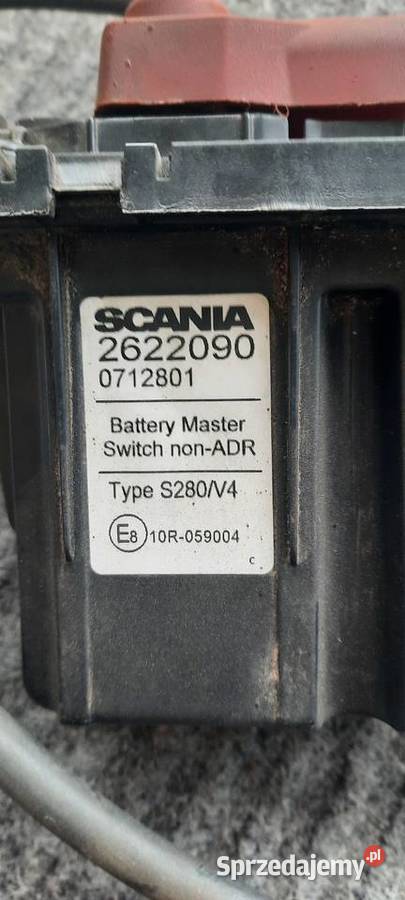 SCANIA
2622090
0712801
Battery Master
Switch non-ADR
Type S280/V4
E8 10R-059004
c
Sprzedajemy.pl